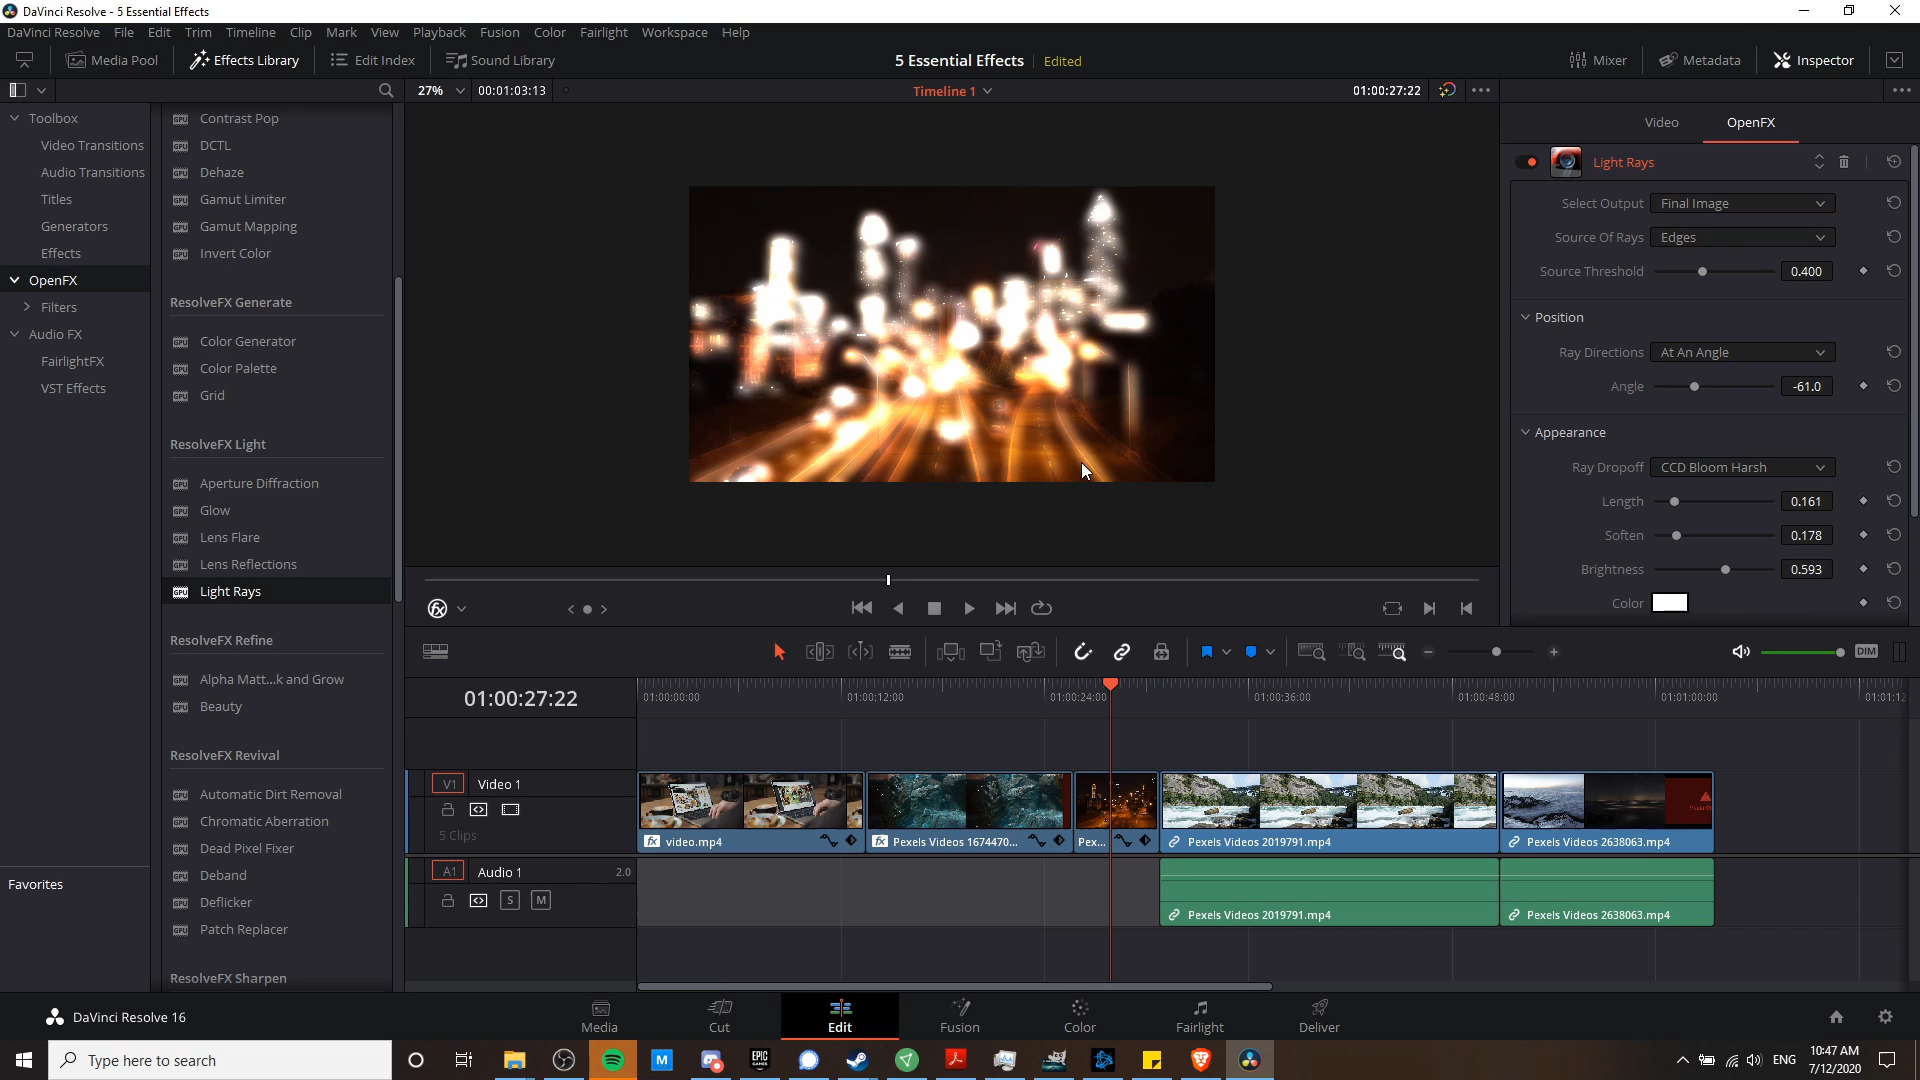 DaVinci Resolve - 5 Essential Effects
DaVinci Resolve File Edit Trim Timeline Clip Mark View Playback Fusion Color Fairlight Workspace Help
Media Pool Effects Library Edit Index Sound Library 5 Essential Effects Edited Mixer Metadata Inspector
27% 00:01:03:13 Timeline 1 01:00:27:22
Toolbox
Video Transitions
Audio Transitions
Titles
Generators
Effects
OpenFX
Filters
Audio FX
FairlightFX
VST Effects
Favorites
Contrast Pop
DCTL
Dehaze
Gamut Limiter
Gamut Mapping
Invert Color
ResolveFX Generate
Color Generator
Color Palette
Grid
ResolveFX Light
Aperture Diffraction
Glow
Lens Flare
Lens Reflections
Light Rays
ResolveFX Refine
Alpha Matt...k and Grow
Beauty
ResolveFX Revival
Automatic Dirt Removal
Chromatic Aberration
Dead Pixel Fixer
Deband
Deflicker
Patch Replacer
ResolveFX Sharpen
Video OpenFX
Light Rays
Select Output Final Image
Source Of Rays Edges
Source Threshold 0.400
Position
Ray Directions At An Angle
Angle -61.0
Appearance
Ray Dropoff CCD Bloom Harsh
Length 0.161
Soften 0.178
Brightness 0.593
Color
DIM
01:00:27:22
01:00:00:00 01:00:12:00 01:00:24:00 01:00:36:00 01:00:48:00 01:01:00:00 01:01:12
V1 Video 1
5 Clips
video.mp4 Pexels Videos 1674470... Pex... Pexels Videos 2019791.mp4 Pexels Videos 2638063.mp4
A1 Audio 1 2.0
S M
Pexels Videos 2019791.mp4 Pexels Videos 2638063.mp4
DaVinci Resolve 16
Media Cut Edit Fusion Color Fairlight Deliver
Type here to search
M
EPIC GAMES
ENG
10:47 AM
7/12/2020